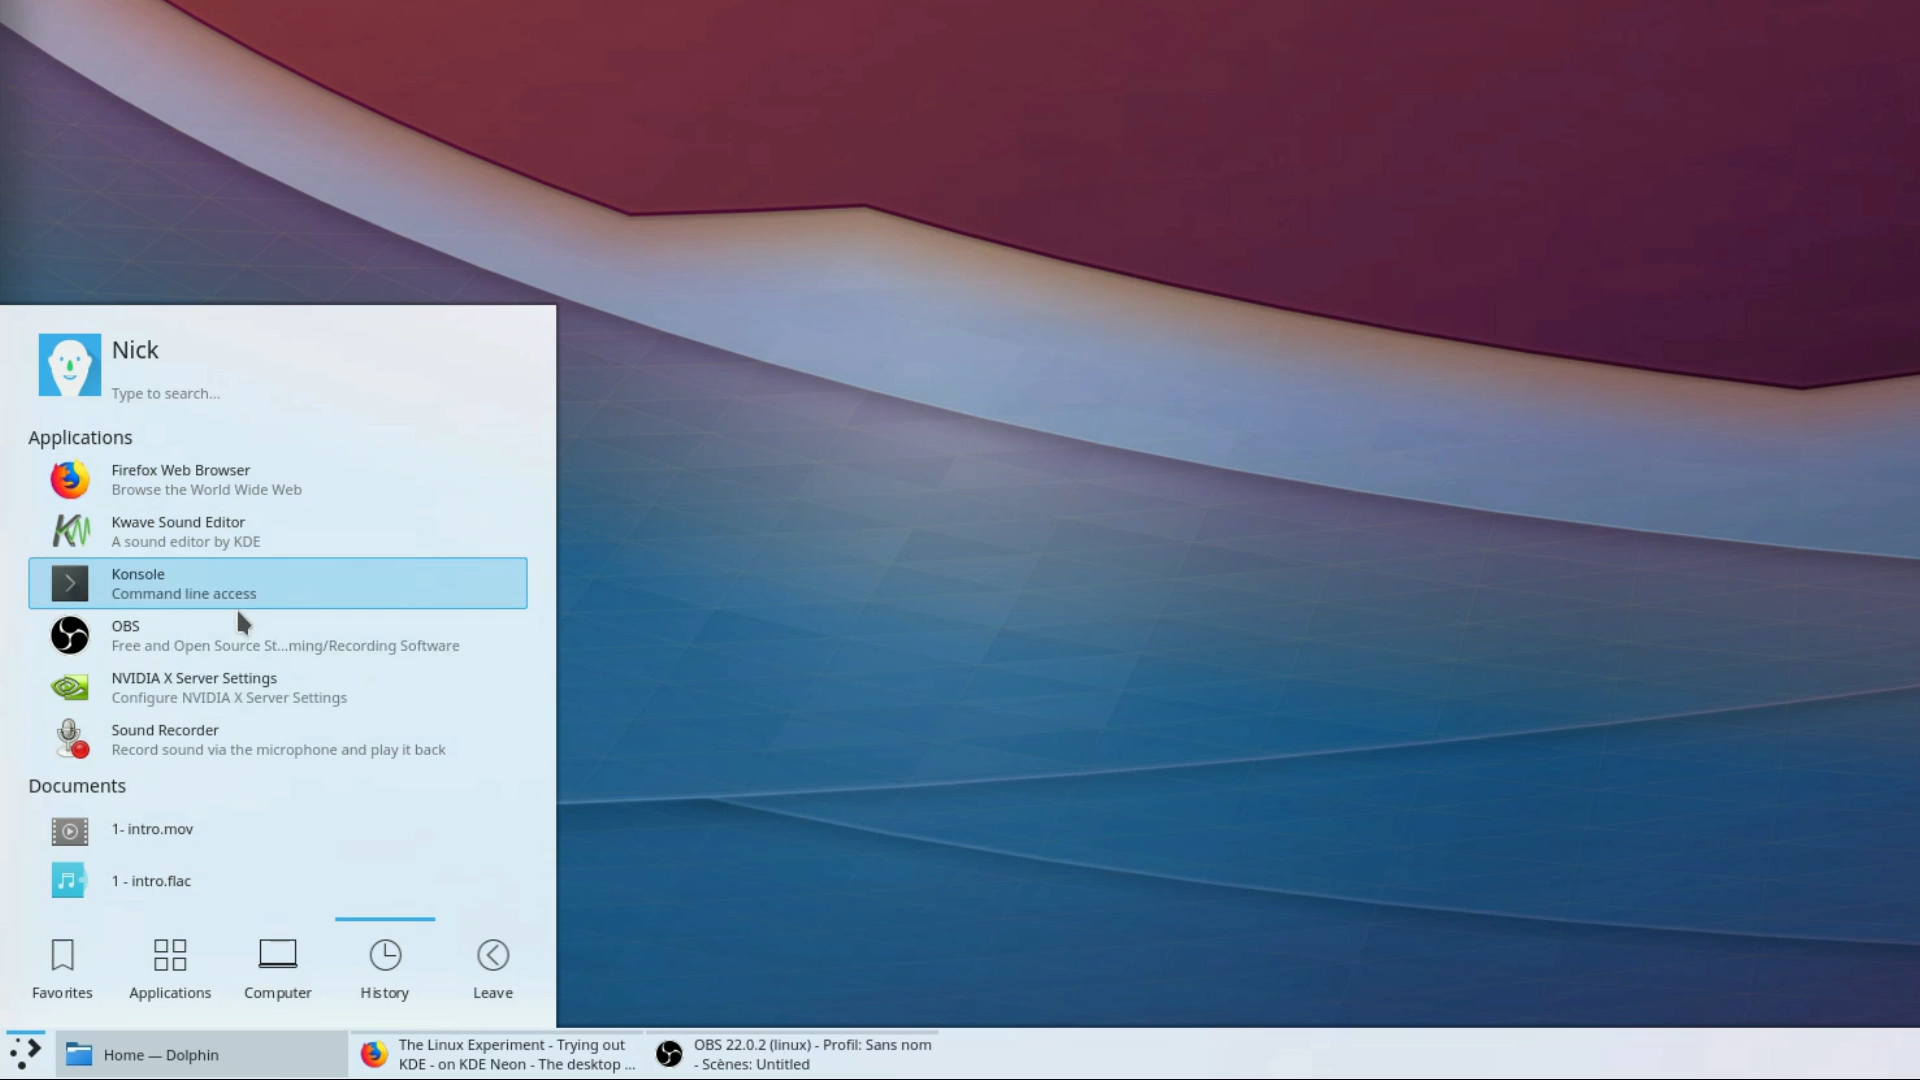 Nick
Type to search...
Applications
Firefox Web Browser
Browse the World Wide Web
Kwave Sound Editor
A sound editor by KDE
Konsole
Command line access
OBS
Free and Open Source St...ming/Recording Software
NVIDIA X Server Settings
Configure NVIDIA X Server Settings
Sound Recorder
Record sound via the microphone and play it back
Documents
1- intro.mov
1 - intro.flac
Favorites
Applications
Computer
History
Leave
Home — Dolphin
The Linux Experiment - Trying out
KDE - on KDE Neon - The desktop ...
OBS 22.0.2 (linux) - Profil: Sans nom
- Scènes: Untitled